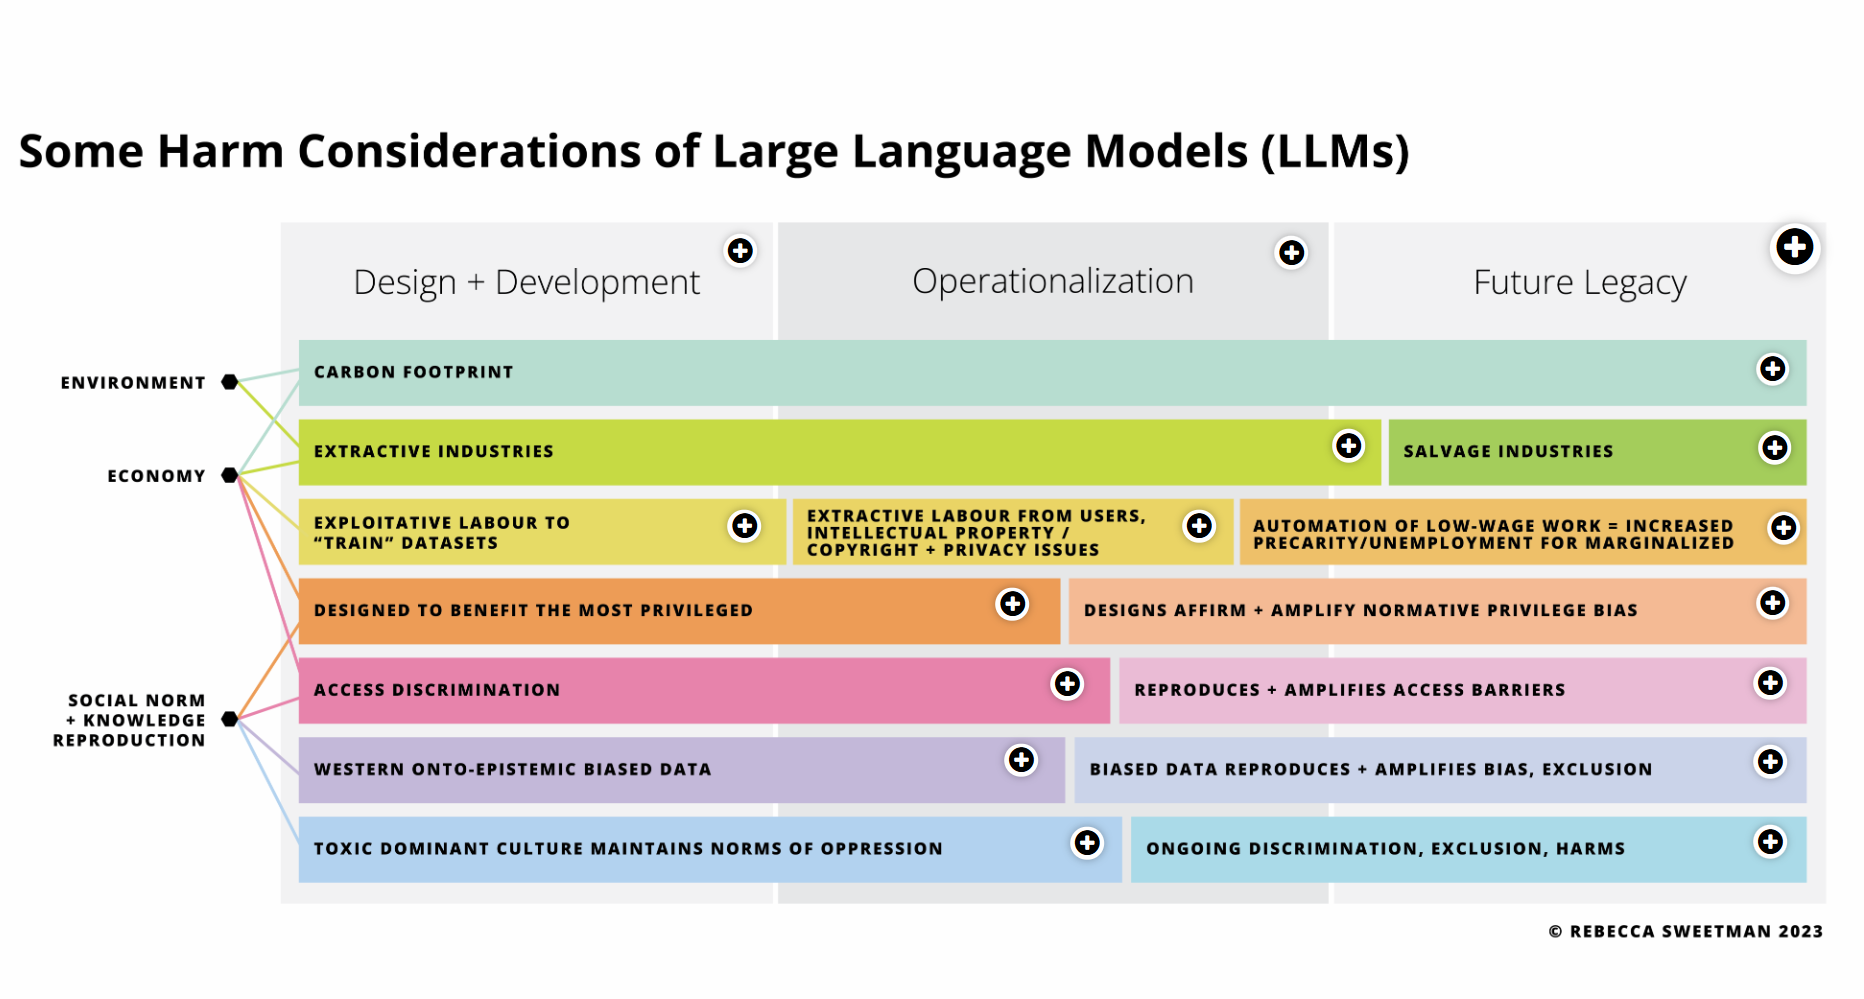 Some Harm Considerations of Large Language Models (LLMs)
Design + Development
Operationalization
Future Legacy
ENVIRONMENT
ECONOMY
SOCIAL NORM
+ KNOWLEDGE
REPRODUCTION
CARBON FOOTPRINT
EXTRACTIVE INDUSTRIES
SALVAGE INDUSTRIES
EXPLOITATIVE LABOUR TO
“TRAIN” DATASETS
EXTRACTIVE LABOUR FROM USERS,
INTELLECTUAL PROPERTY /
COPYRIGHT + PRIVACY ISSUES
AUTOMATION OF LOW-WAGE WORK = INCREASED
PRECARITY/UNEMPLOYMENT FOR MARGINALIZED
DESIGNED TO BENEFIT THE MOST PRIVILEGED
DESIGNS AFFIRM + AMPLIFY NORMATIVE PRIVILEGE BIAS
ACCESS DISCRIMINATION
REPRODUCES + AMPLIFIES ACCESS BARRIERS
WESTERN ONTO-EPISTEMIC BIASED DATA
BIASED DATA REPRODUCES + AMPLIFIES BIAS, EXCLUSION
TOXIC DOMINANT CULTURE MAINTAINS NORMS OF OPPRESSION
ONGOING DISCRIMINATION, EXCLUSION, HARMS
© REBECCA SWEETMAN 2023